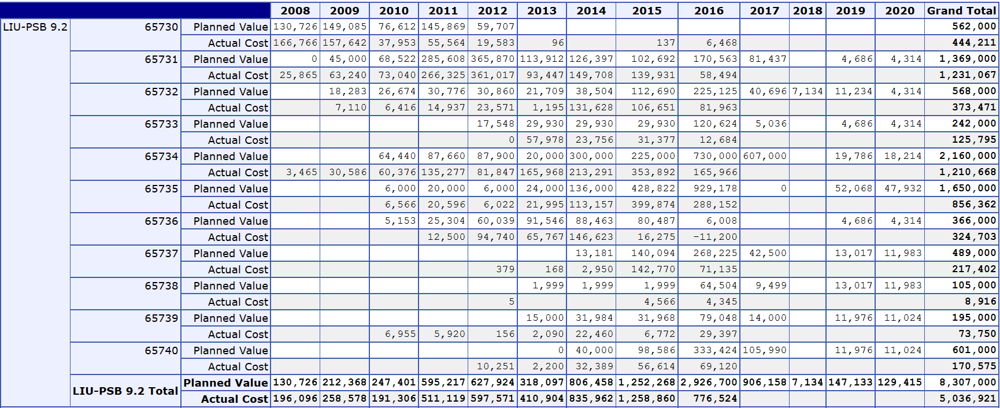 2008 2009 2010 2011 2012 2013 2014 2015 2016 2017 2018 2019 2020 Grand Total
LIU-PSB 9.2 65730 Planned Value 130,726 149,085 76,612 145,869 59,707 562,000
Actual Cost 166,766 157,642 37,953 55,564 19,583 96 137 6,468 444,211
65731 Planned Value 0 45,000 68,522 285,608 365,870 113,912 126,397 102,692 170,563 81,437 4,686 4,314 1,369,000
Actual Cost 25,865 63,240 73,040 266,325 361,017 93,447 149,708 139,931 58,494 1,231,067
65732 Planned Value 18,283 26,674 30,776 30,860 21,709 38,504 112,690 225,125 40,696 7,134 11,234 4,314 568,000
Actual Cost 7,110 6,416 14,937 23,571 1,195 131,628 106,651 81,963 373,471
65733 Planned Value 17,548 29,930 29,930 29,930 120,624 5,036 4,686 4,314 242,000
Actual Cost 0 57,978 23,756 31,377 12,684 125,795
65734 Planned Value 64,440 87,660 87,900 20,000 300,000 225,000 730,000 607,000 19,786 18,214 2,160,000
Actual Cost 3,465 30,586 60,376 135,277 81,847 165,968 213,291 353,892 165,966 1,210,668
65735 Planned Value 6,000 20,000 6,000 24,000 136,000 428,822 929,178 0 52,068 47,932 1,650,000
Actual Cost 6,566 20,596 6,022 21,995 113,157 399,874 288,152 856,362
65736 Planned Value 5,153 25,304 60,039 91,546 88,463 80,487 6,008 4,686 4,314 366,000
Actual Cost 12,500 94,740 65,767 146,623 16,275 -11,200 324,703
65737 Planned Value 13,181 140,094 268,225 42,500 13,017 11,983 489,000
Actual Cost 379 168 2,950 142,770 71,135 217,402
65738 Planned Value 1,999 1,999 1,999 64,504 9,499 13,017 11,983 105,000
Actual Cost 5 4,566 4,345 8,916
65739 Planned Value 15,000 31,984 31,968 79,048 14,000 11,976 11,024 195,000
Actual Cost 6,955 5,920 156 2,090 22,460 6,772 29,397 73,750
65740 Planned Value 0 40,000 98,586 333,424 105,990 11,976 11,024 601,000
Actual Cost 10,251 2,200 32,389 56,614 69,120 170,575
LIU-PSB 9.2 Total Planned Value 130,726 212,368 247,401 595,217 627,924 318,097 806,458 1,252,268 2,926,700 906,158 7,134 147,133 129,415 8,307,000
Actual Cost 196,096 258,578 191,306 511,119 597,571 410,904 835,962 1,258,860 776,524 5,036,921